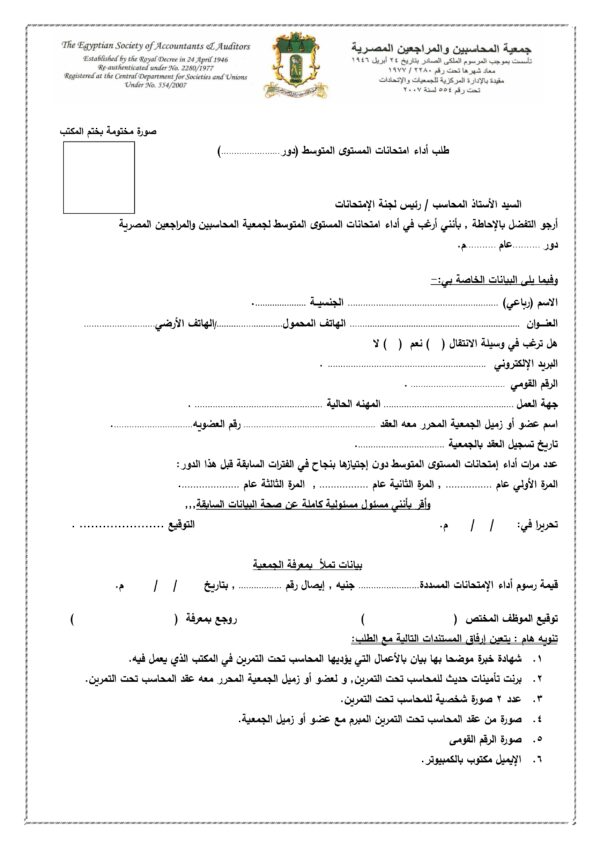 The Egyptian Society of Accountants & Auditors
Established by the Royal Decree in 24 April 1946
Re-authenticated under No. 2280/1977
Registered at the Central Department for Societies and Unions
Under No. 554/2007
جمعية المحاسبين والمراجعين المصرية
تأسست بموجب المرسوم الملكى الصادر بتاريخ ٢٤ أبريل ١٩٤٦
معاد شهرها تحت رقم ٢٢٨٠ / ١٩٧٧
مقيدة بالإدارة المركزية للجمعيات والإتحادات
تحت رقم ٥٥٤ لسنة ٢٠٠٧
صورة مختومة بختم المكتب
طلب أداء امتحانات المستوى المتوسط (دور .......................)
السيد الأستاذ المحاسب / رئيس لجنة الإمتحانات
أرجو التفضل بالإحاطة , بأنني أرغب في أداء امتحانات المستوى المتوسط لجمعية المحاسبين والمراجعين المصرية
دور ..........عام ..........م.
وفيما يلى البيانات الخاصة بي:–
الاسم (رباعي) .......................................................... الجنسية .....................
العنـوان ................................................................ الهاتف المحمول........................../الهاتف الأرضي...........................
هل ترغب في وسيلة الانتقال ( ) نعم ( ) لا
البريد الإلكتروني ............................................................ .
الرقم القومي .................................... .
جهة العمل .................................................. المهنه الحالية .................................................. .
اسم عضو أو زميل الجمعية المحرر معه العقد .................................................... رقم العضويه...............................
تاريخ تسجيل العقد بالجمعية ..................................
عدد مرات أداء إمتحانات المستوى المتوسط دون إجتيازها بنجاح في الفترات السابقة قبل هذا الدور:
المرة الأولي عام .................. , المرة الثانية عام ................... , المرة الثالثة عام .......................
وأقر بأنني مسئول مسئولية كاملة عن صحة البيانات السابقة,,,
تحريرا في: / / م. التوقيع ...................... .
بيانات تملأ بمعرفة الجمعية
قيمة رسوم أداء الإمتحانات المسددة........................ جنيه , إيصال رقم ................. , بتاريخ / / م.
توقيع الموظف المختص ( ) روجع بمعرفة ( )
تنويه هام : يتعين إرفاق المستندات التالية مع الطلب:
١. شهادة خبرة موضحا بها بيان بالأعمال التي يؤديها المحاسب تحت التمرين في المكتب الذي يعمل فيه.
٢. برنت تأمينات حديث للمحاسب تحت التمرين, و لعضو أو زميل الجمعية المحرر معه عقد المحاسب تحت التمرين.
٣. عدد ٢ صورة شخصية للمحاسب تحت التمرين.
٤. صورة من عقد المحاسب تحت التمرين المبرم مع عضو أو زميل الجمعية.
٥. صورة الرقم القومى
٦. الإيميل مكتوب بالكمبيوتر.